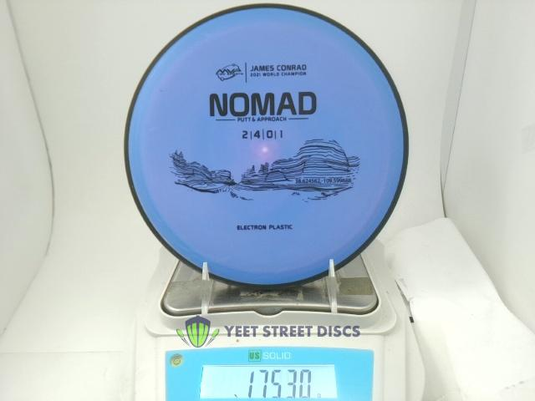 JAMES CONRAD
2021 WORLD CHAMPION
NOMAD
PUTT & APPROACH
2|4|0|1
ELECTRON PLASTIC
YEET STREET DISCS
US SOLID
175.30